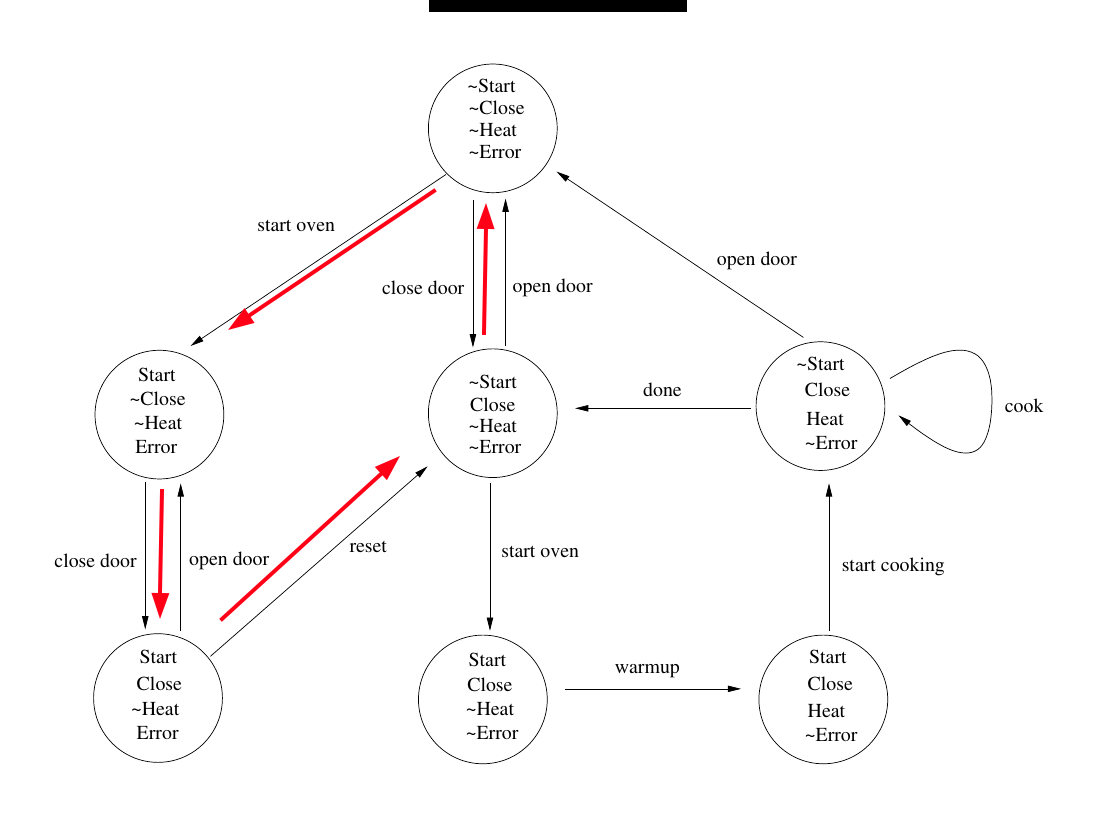 ~Start
~Close
~Heat
~Error
start oven
open door
close door
open door
Start
~Close
~Heat
Error
~Start
Close
~Heat
~Error
done
~Start
Close
Heat
~Error
cook
close door
open door
reset
start oven
start cooking
Start
Close
~Heat
Error
Start
Close
~Heat
~Error
warmup
Start
Close
Heat
~Error